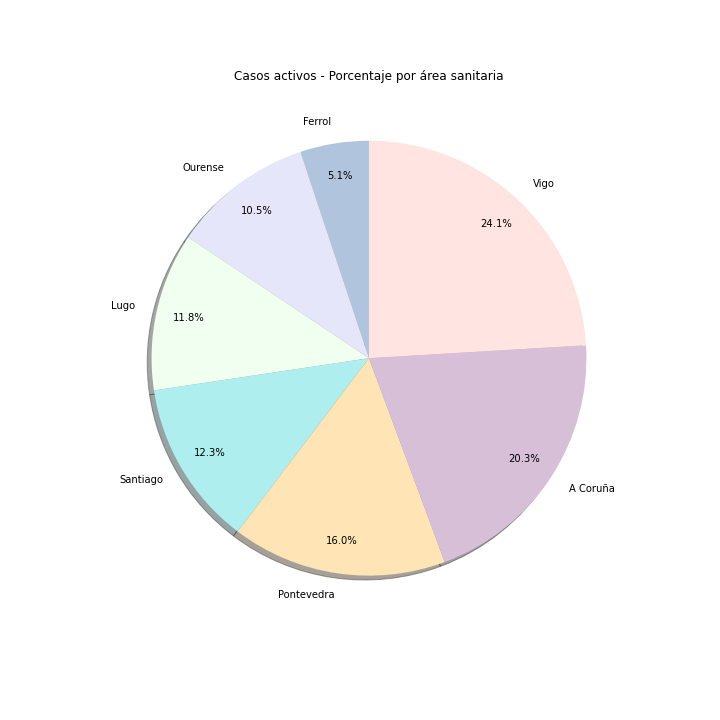 Casos activos - Porcentaje por área sanitaria
Ferrol
5.1%
Vigo
24.1%
Ourense
10.5%
Lugo
11.8%
Santiago
12.3%
A Coruña
20.3%
Pontevedra
16.0%